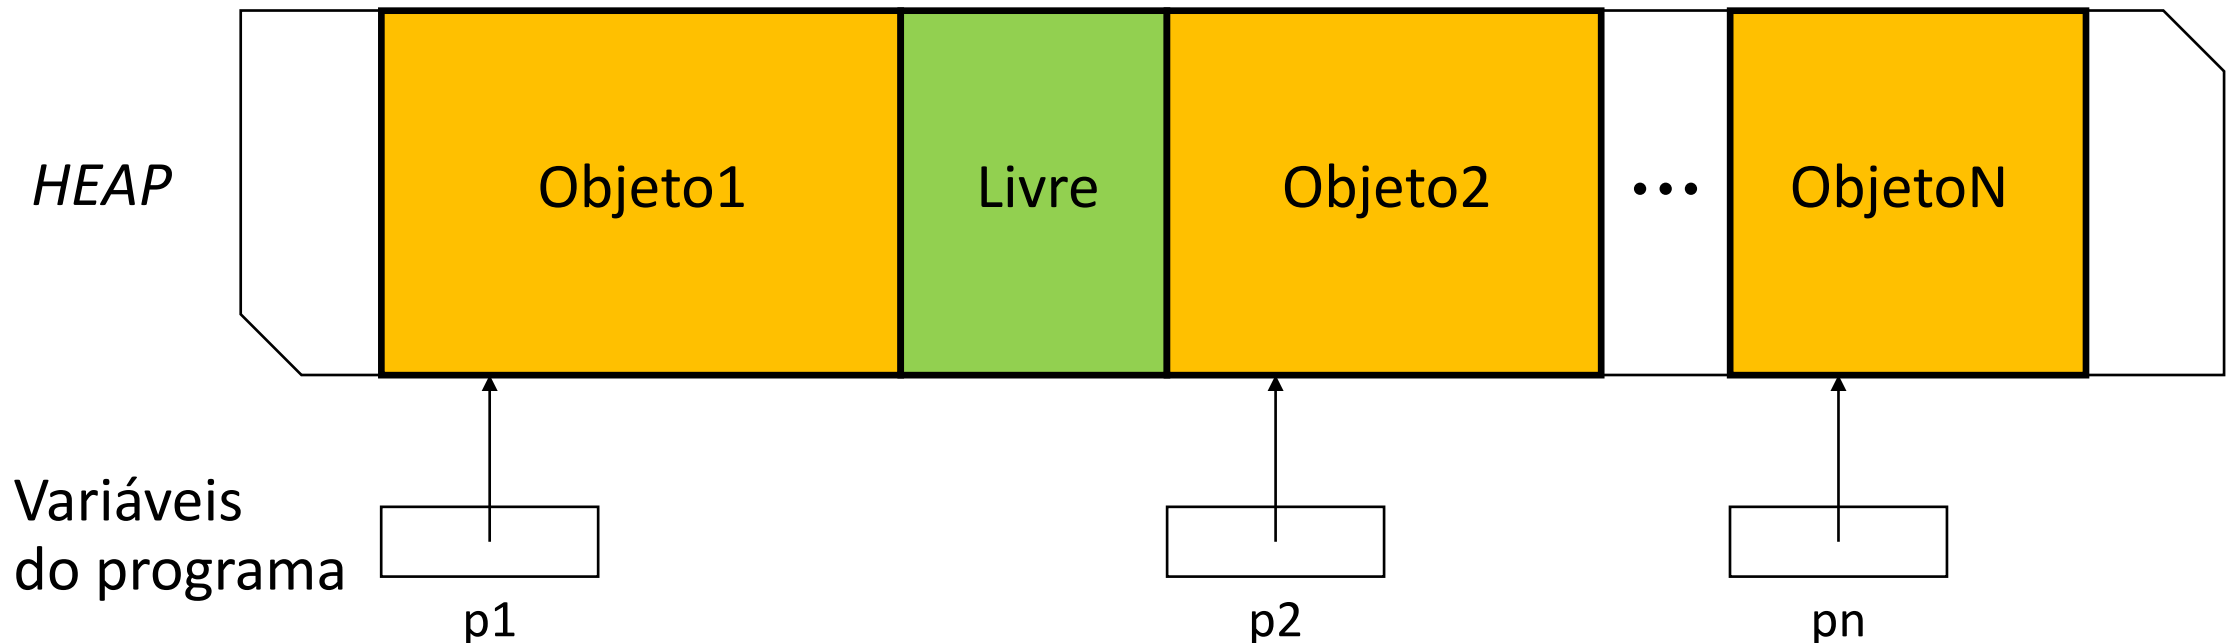 HEAP
Objeto1
Livre
Objeto2
...
ObjetoN
Variáveis
do programa
p1
p2
pn